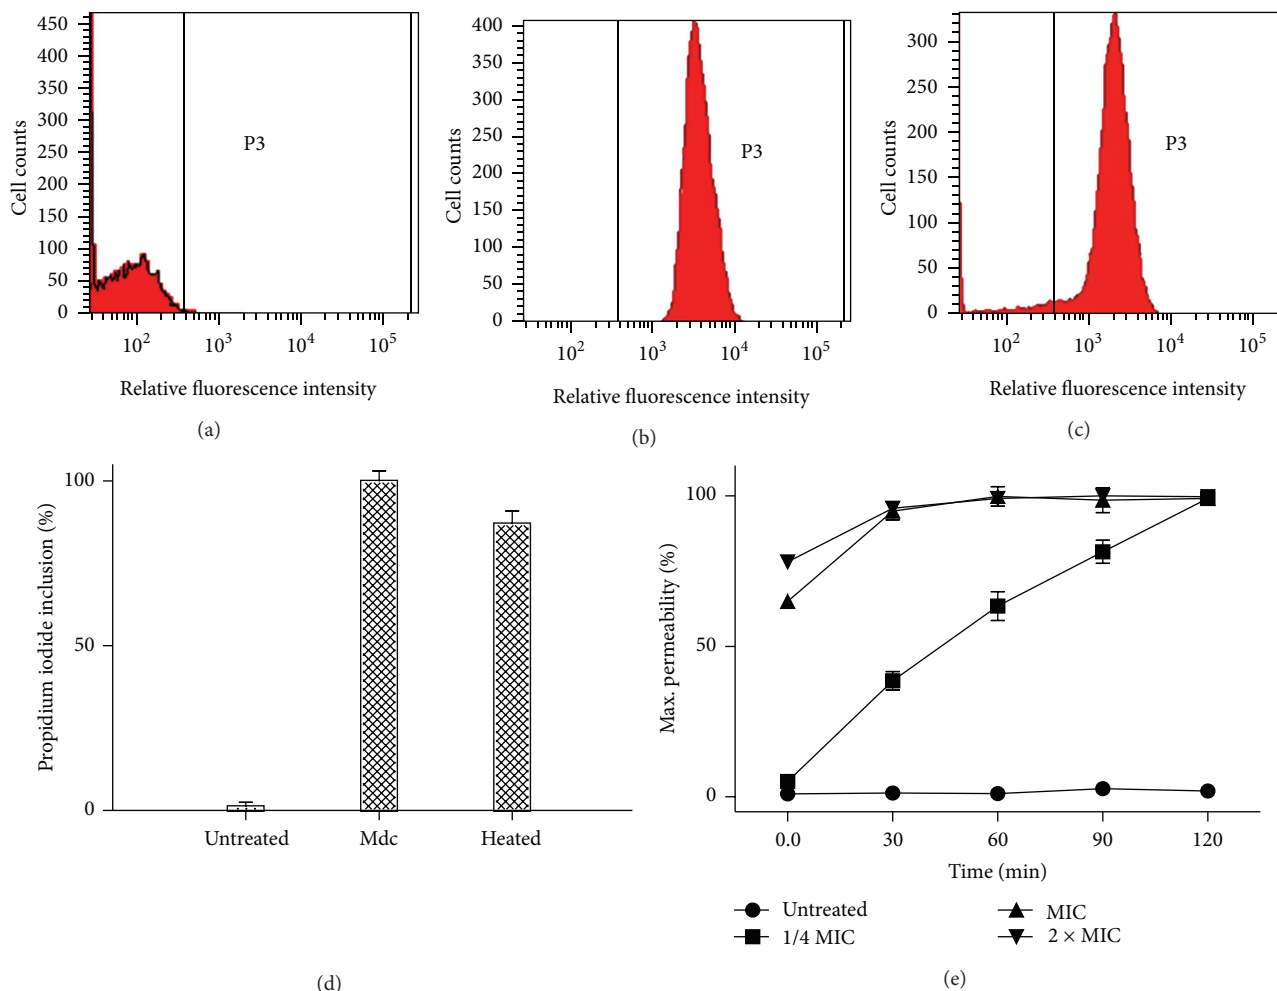 450
400
350
300
250
200
150
100
50
0
Cell counts
P3
10²
10³
10⁴
10⁵
Relative fluorescence intensity
(a)
400
350
300
250
200
150
100
50
0
Cell counts
P3
10²
10³
10⁴
10⁵
Relative fluorescence intensity
(b)
300
250
200
150
100
50
0
Cell counts
P3
10²
10³
10⁴
10⁵
Relative fluorescence intensity
(c)
100
50
0
Propidium iodide inclusion (%)
Untreated
Mdc
Heated
(d)
100
50
0
Max. permeability (%)
0.0
30
60
90
120
Time (min)
Untreated
1/4 MIC
MIC
2 × MIC
(e)